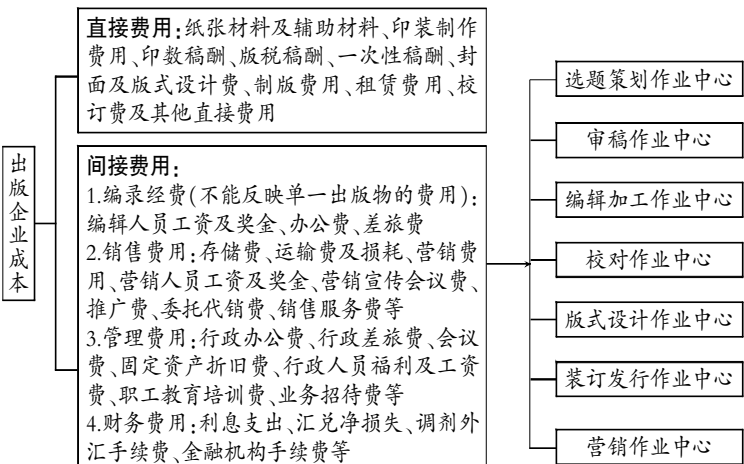 出版企业成本
直接费用:纸张材料及辅助材料、印装制作
费用、印数稿酬、版税稿酬、一次性稿酬、封
面及版式设计费、制版费用、租赁费用、校
订费及其他直接费用
间接费用:
1.编录经费(不能反映单一出版物的费用):
编辑人员工资及奖金、办公费、差旅费
2.销售费用:存储费、运输费及损耗、营销费
用、营销人员工资及奖金、营销宣传会议费、
推广费、委托代销费、销售服务费等
3.管理费用:行政办公费、行政差旅费、会议
费、固定资产折旧费、行政人员福利及工资
费、职工教育培训费、业务招待费等
4.财务费用:利息支出、汇兑净损失、调剂外
汇手续费、金融机构手续费等
选题策划作业中心
审稿作业中心
编辑加工作业中心
校对作业中心
版式设计作业中心
装订发行作业中心
营销作业中心